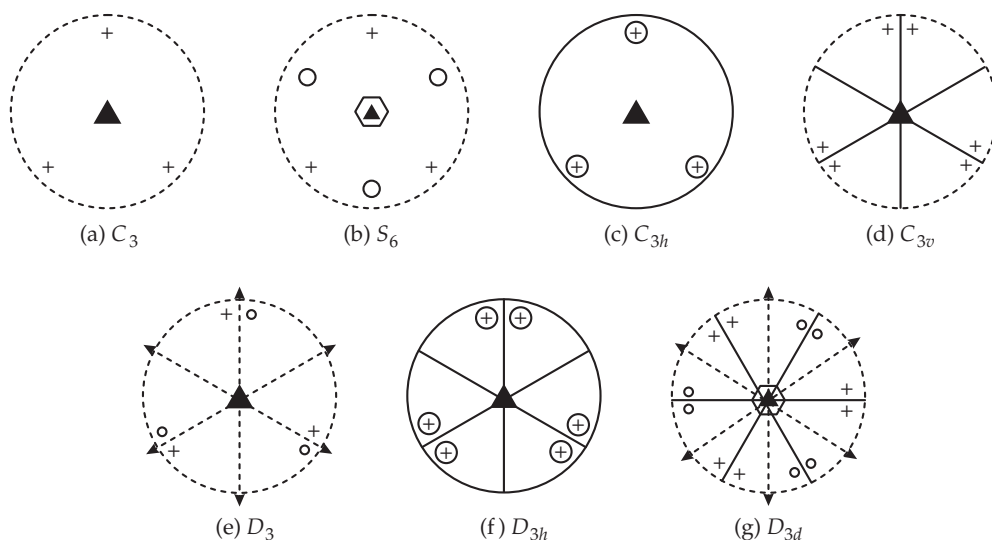 (a) C3
(b) S6
(c) C3h
(d) C3v
(e) D3
(f) D3h
(g) D3d